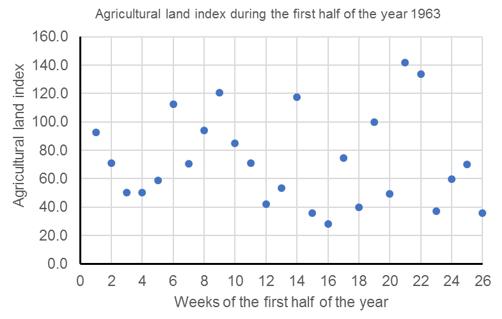 Agricultural land index during the first half of the year 1963
160.0
140.0
120.0
100.0
80.0
60.0
40.0
20.0
0.0
Agricultural land index
0 2 4 6 8 10 12 14 16 18 20 22 24 26
Weeks of the first half of the year